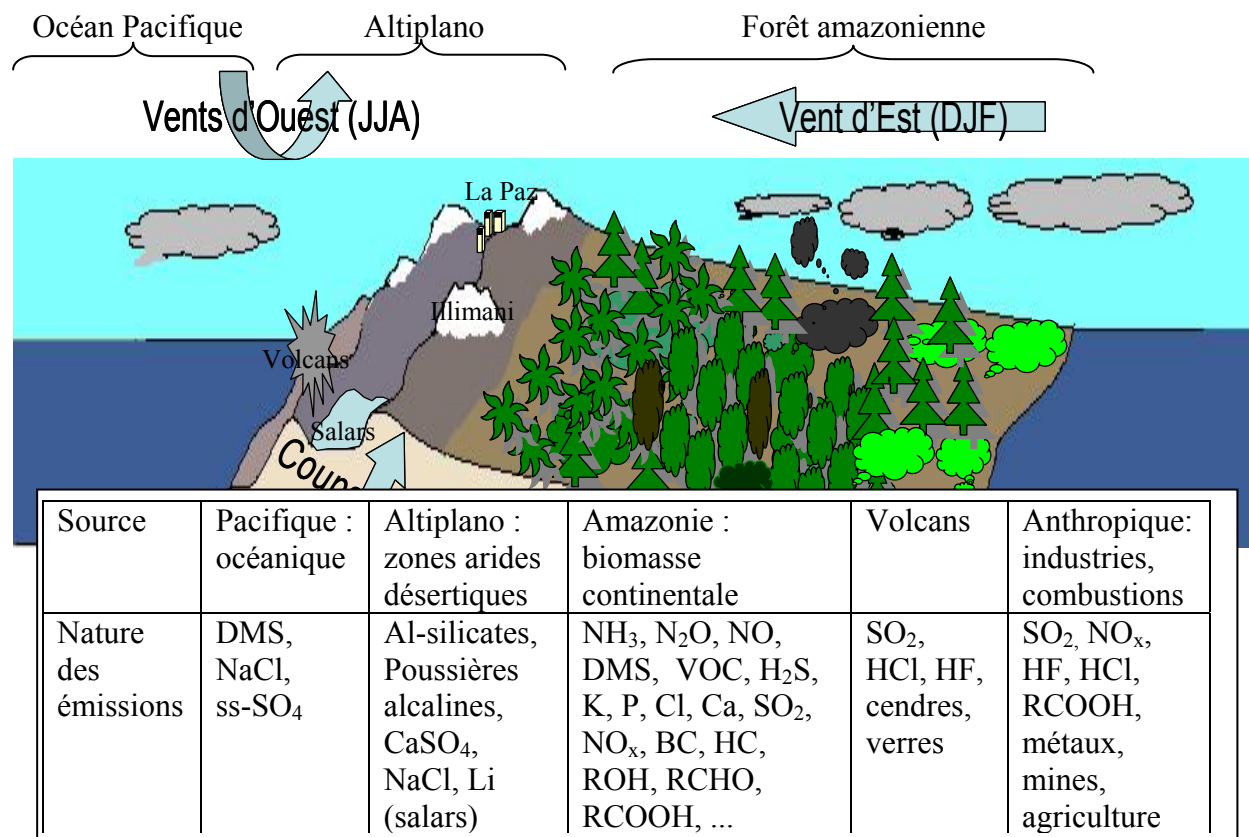 Océan Pacifique Altiplano Forêt amazonienne
Vents d'Ouest (JJA) Vent d'Est (DJF)
La Paz
Illimani
Volcans
Salars
Source Pacifique : Altiplano : Amazonie : Volcans Anthropique:
océanique zones arides biomasse industries,
désertiques continentale combustions
Nature DMS, Al-silicates, NH₃, N₂O, NO, SO₂, SO₂, NOₓ,
des NaCl, Poussières DMS, VOC, H₂S, HCl, HF, HF, HCl,
émissions ss-SO₄ alcalines, K, P, Cl, Ca, SO₂, cendres, RCOOH,
CaSO₄, NOₓ, BC, HC, verres métaux,
NaCl, Li ROH, RCHO, mines,
(salars) RCOOH, ... agriculture